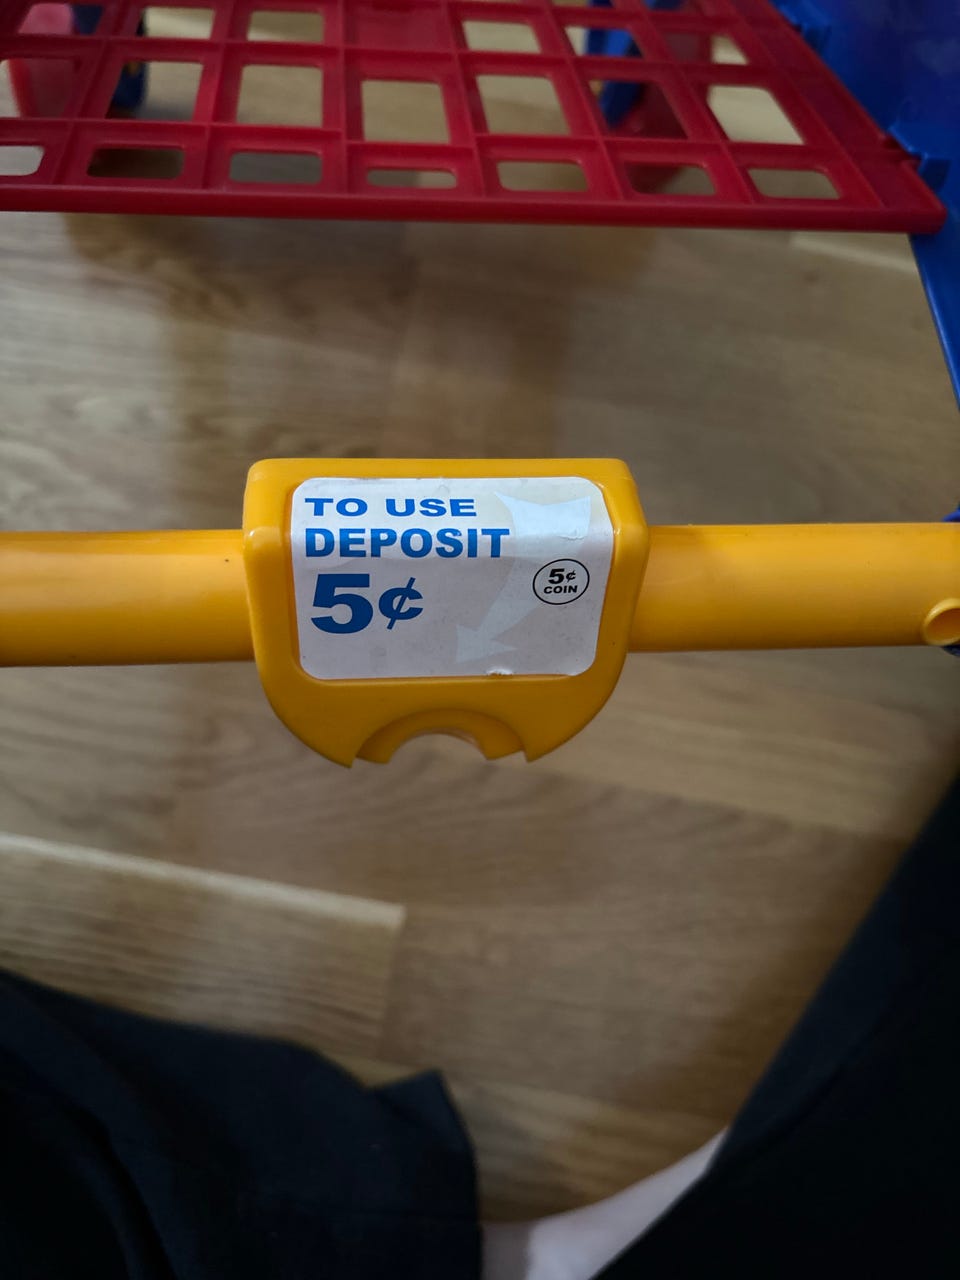 TO USE
DEPOSIT
5¢
5¢
COIN